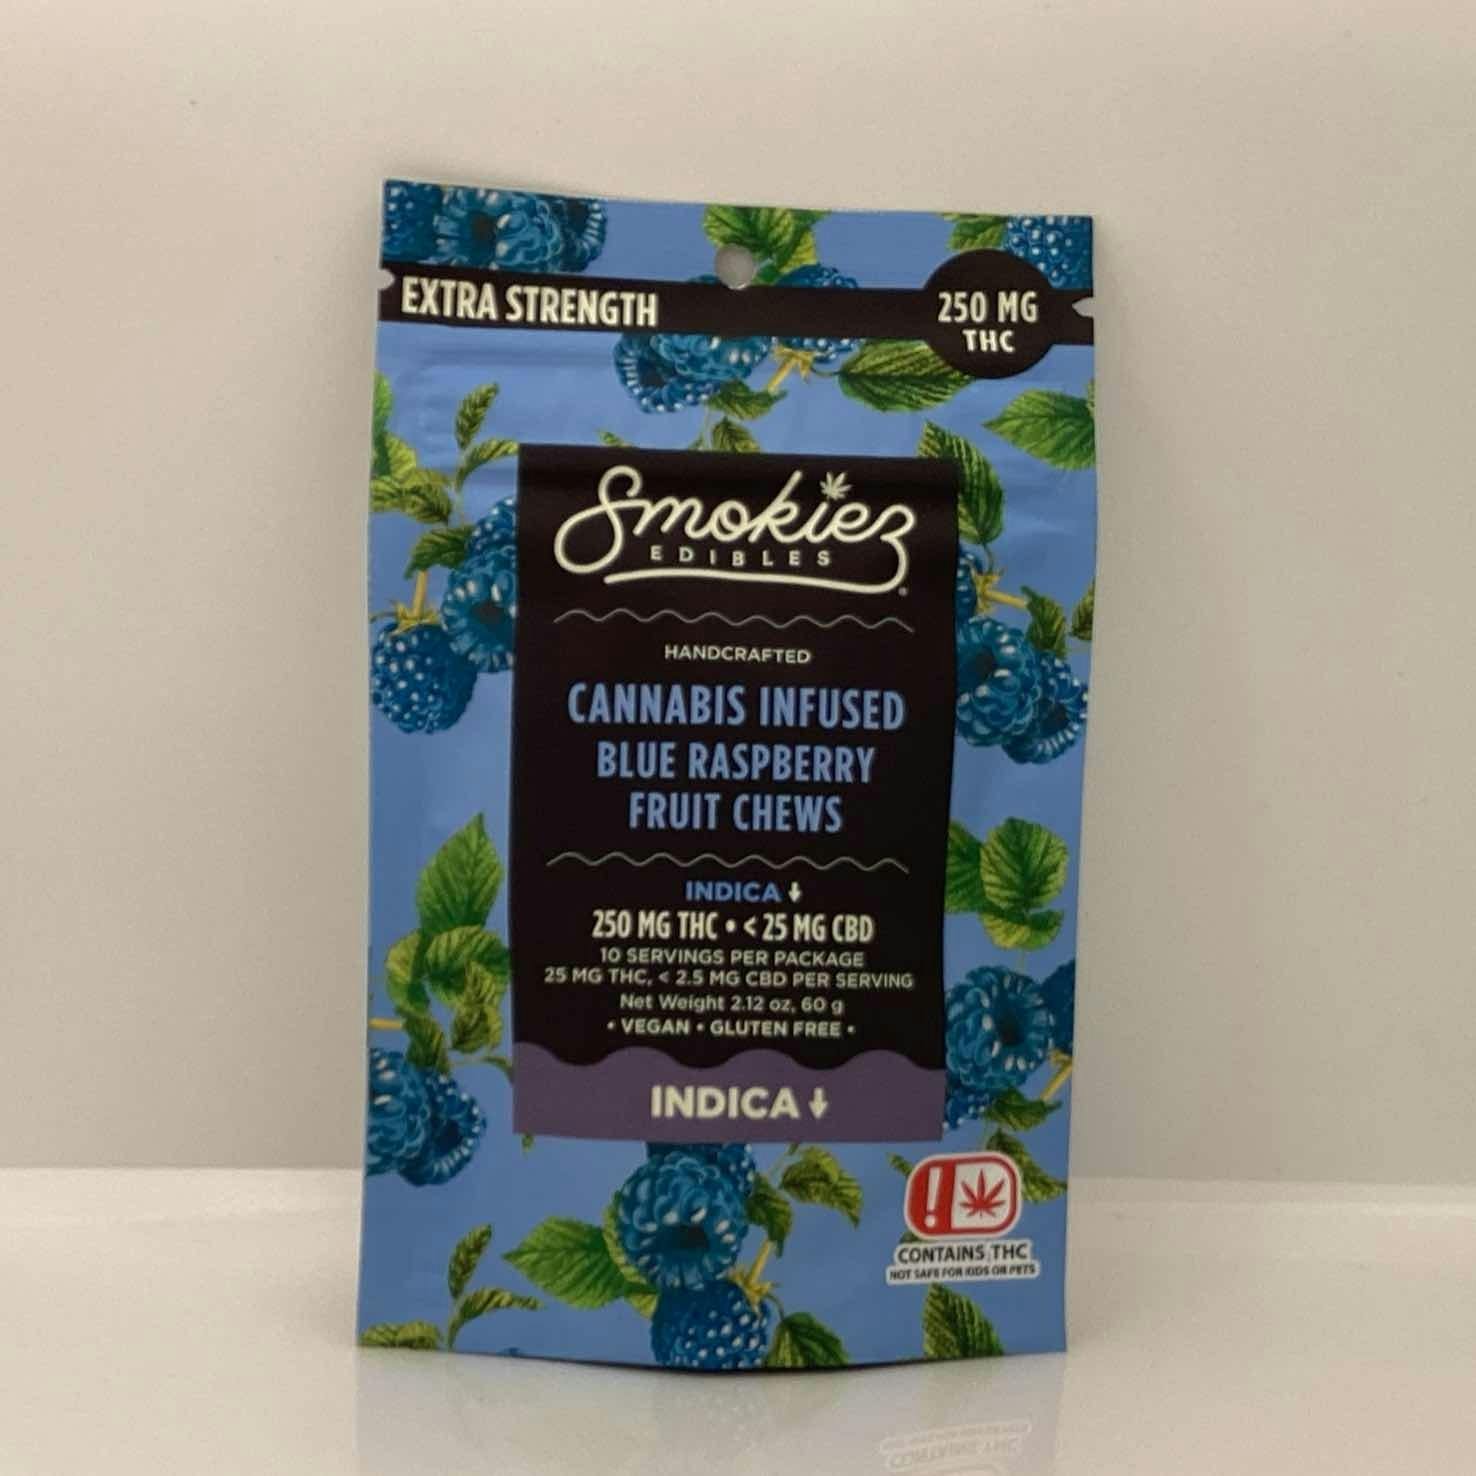 EXTRA STRENGTH
250 MG
THC
Smokiez
EDIBLES
HANDCRAFTED
CANNABIS INFUSED
BLUE RASPBERRY
FRUIT CHEWS
INDICA
250 MG THC • < 25 MG CBD
10 SERVINGS PER PACKAGE
25 MG THC, < 2.5 MG CBD PER SERVING
Net Weight 2.12 oz, 60 g
• VEGAN • GLUTEN FREE •
INDICA
!
CONTAINS THC
NOT SAFE FOR KIDS OR PETS